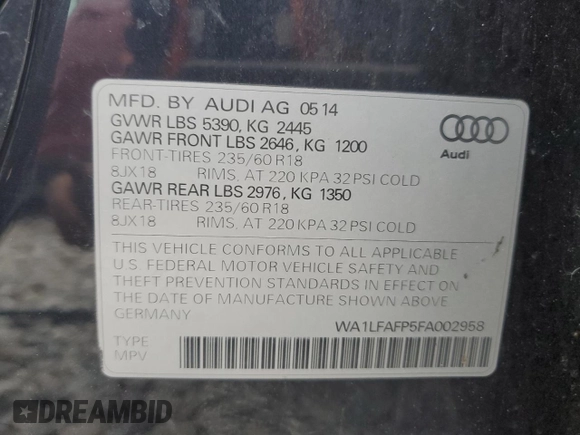 MFD. BY AUDI AG 05 14
GVWR LBS 5390, KG 2445
GAWR FRONT LBS 2646, KG 1200
FRONT-TIRES 235/60 R18
8JX18 RIMS, AT 220 KPA 32 PSI COLD
GAWR REAR LBS 2976, KG 1350
REAR-TIRES 235/60 R18
8JX18 RIMS, AT 220 KPA 32 PSI COLD
THIS VEHICLE CONFORMS TO ALL APPLICABLE
U.S. FEDERAL MOTOR VEHICLE SAFETY AND
THEFT PREVENTION STANDARDS IN EFFECT ON
THE DATE OF MANUFACTURE SHOWN ABOVE
GERMANY
Audi
WA1LFAFP5FA002958
TYPE
MPV
DREAMBID